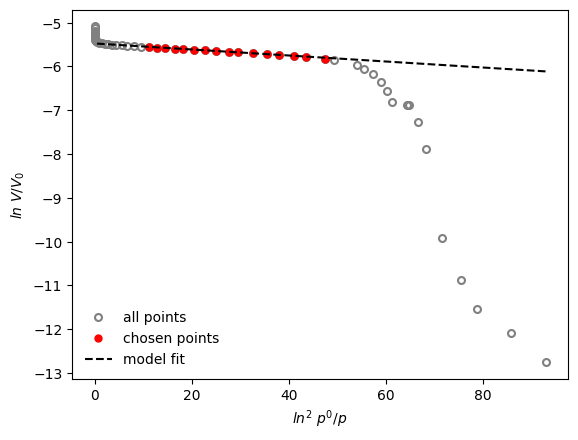 −5
−6
−7
−8
−9
−10
−11
−12
−13
ln V/V₀
all points
chosen points
model fit
0 20 40 60 80
ln² p⁰/p